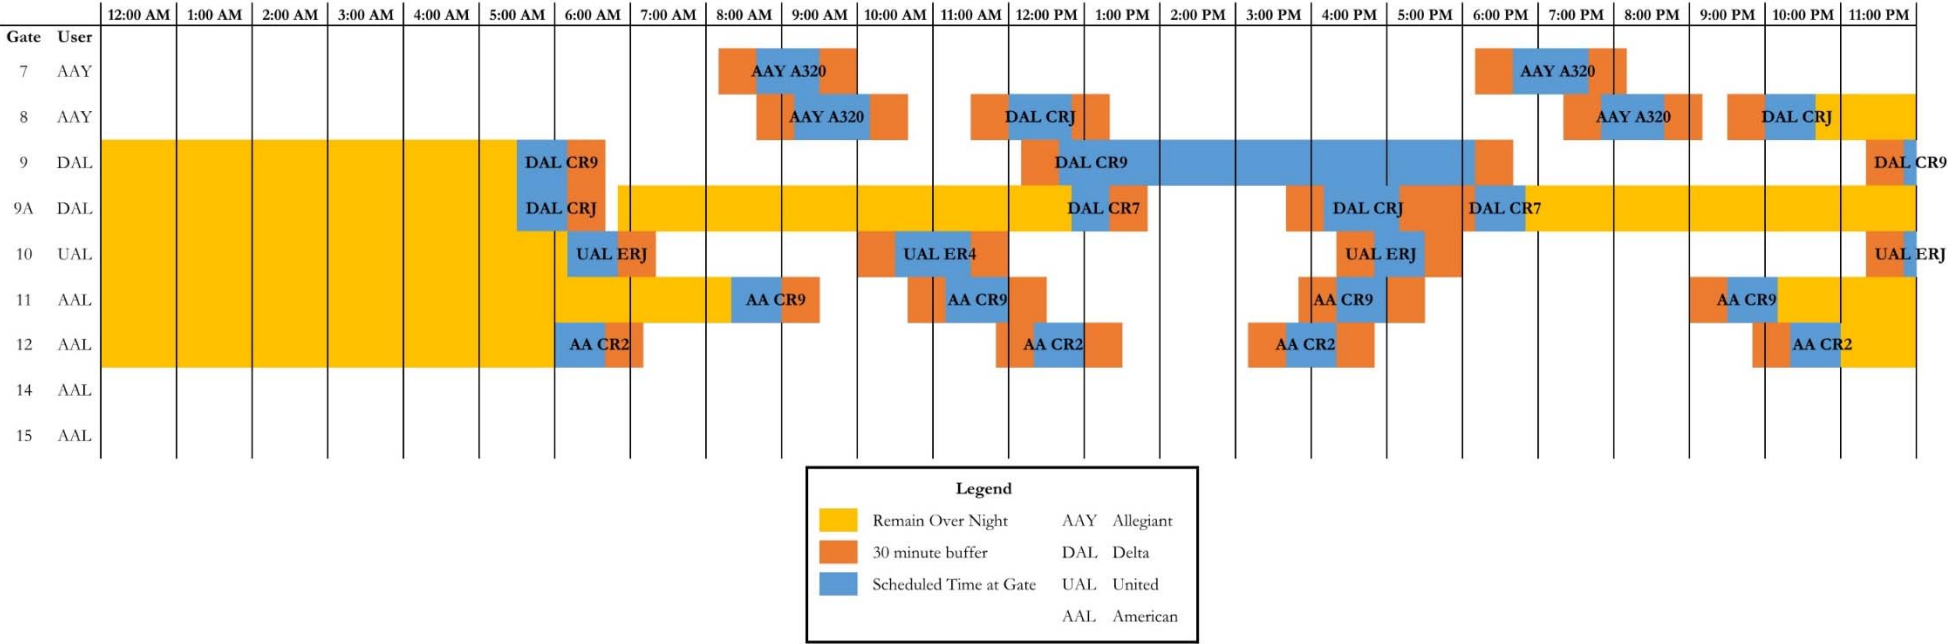 12:00 AM 1:00 AM 2:00 AM 3:00 AM 4:00 AM 5:00 AM 6:00 AM 7:00 AM 8:00 AM 9:00 AM 10:00 AM 11:00 AM 12:00 PM 1:00 PM 2:00 PM 3:00 PM 4:00 PM 5:00 PM 6:00 PM 7:00 PM 8:00 PM 9:00 PM 10:00 PM 11:00 PM
Gate User
7 AAY AAY A320 AAY A320
8 AAY AAY A320 DAL CRJ AAY A320 DAL CRJ
9 DAL DAL CR9 DAL CR9 DAL CR9
9A DAL DAL CRJ DAL CR7 DAL CRJ DAL CR7
10 UAL UAL ERJ UAL ER4 UAL ERJ UAL ERJ
11 AAL AA CR9 AA CR9 AA CR9 AA CR9
12 AAL AA CR2 AA CR2 AA CR2 AA CR2
14 AAL
15 AAL
Legend
Remain Over Night AAY Allegiant
30 minute buffer DAL Delta
Scheduled Time at Gate UAL United
AAL American